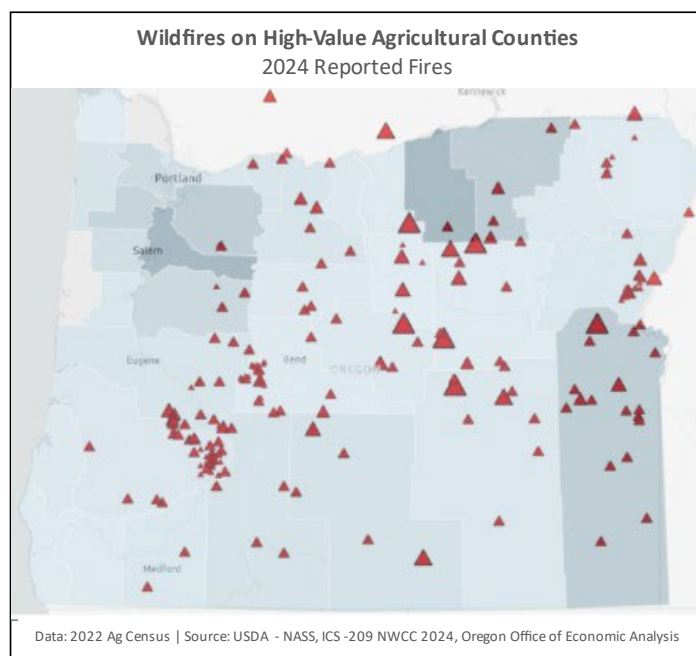 Wildfires on High-Value Agricultural Counties
2024 Reported Fires
Kennewick
Portland
Salem
Eugene
Bend
OREGON
Medford
Data: 2022 Ag Census | Source: USDA - NASS, ICS -209 NWCC 2024, Oregon Office of Economic Analysis